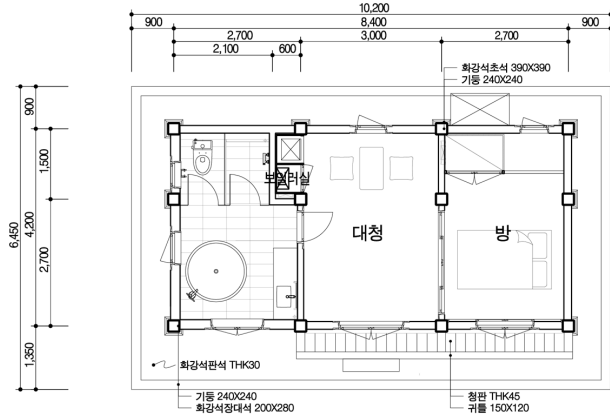 10,200
900 8,400 900
2,700 3,000 2,700
2,100 600
화강석초석 390X390
기둥 240X240
900
1,500
6,450
4,200
2,700
1,350
보일러실
대청
방
화강석판석 THK30
기둥 240X240
화강석장대석 200X280
청판 THK45
귀틀 150X120